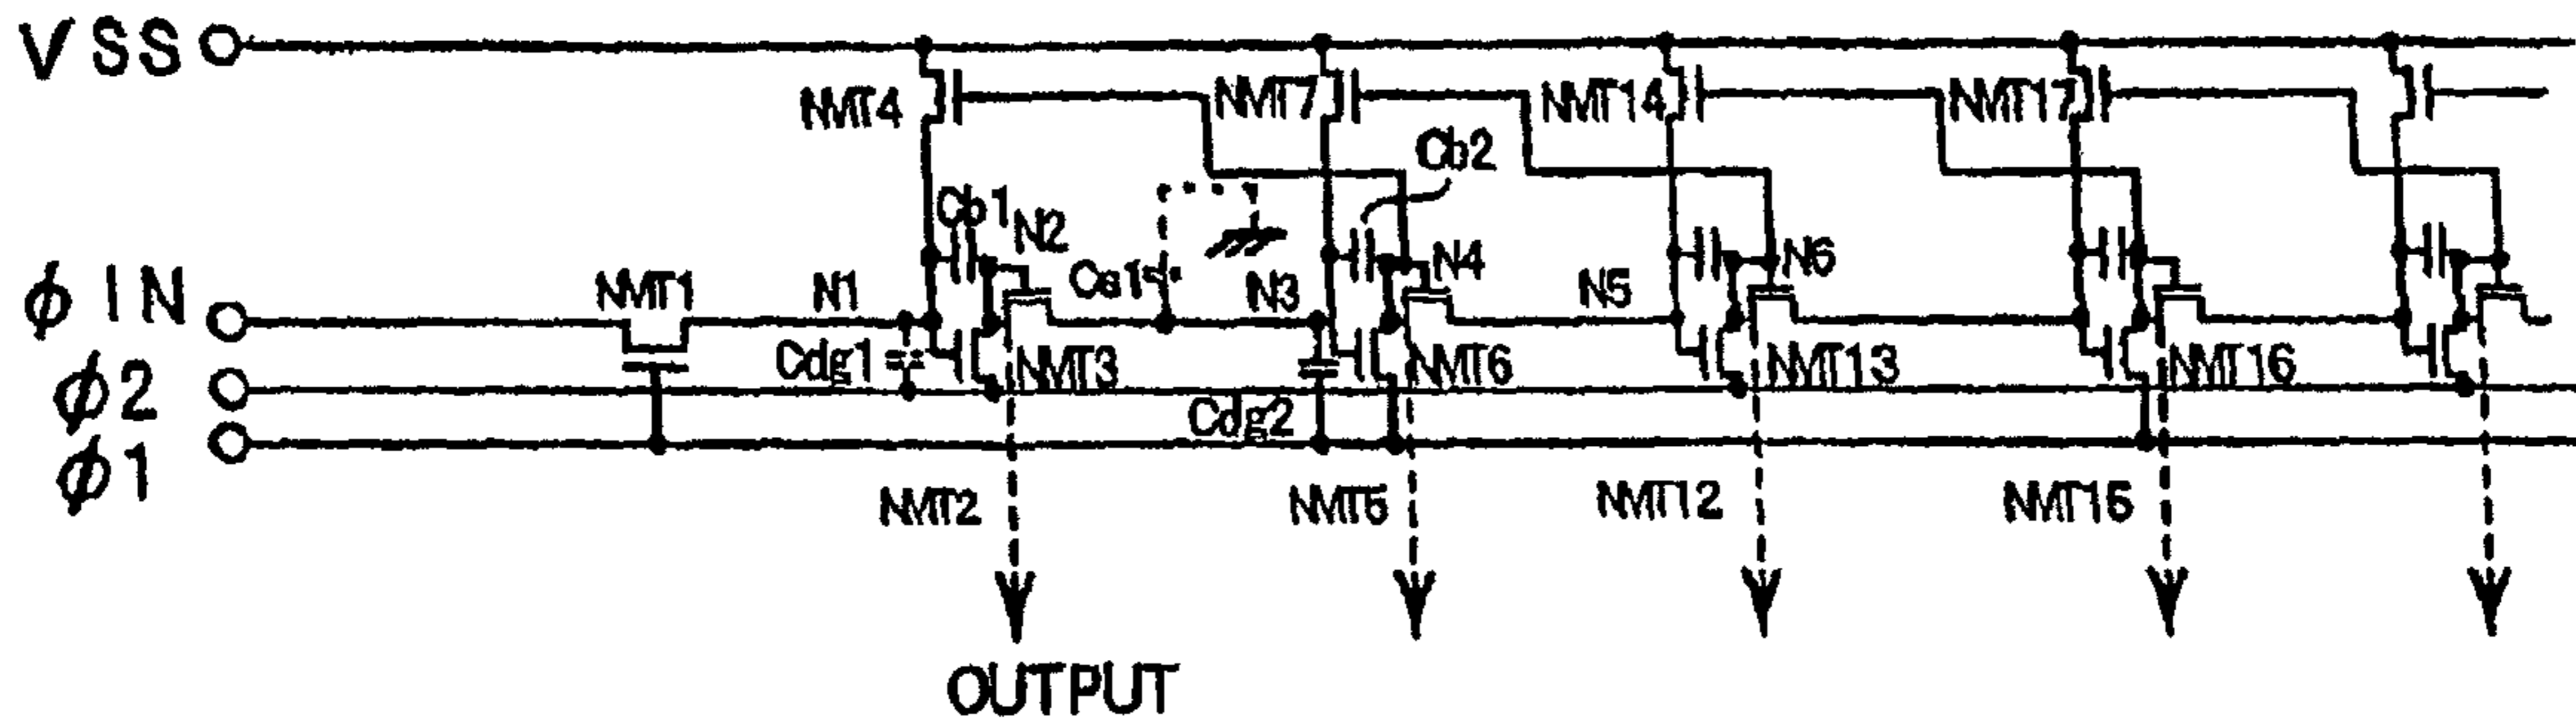 VSS
NMT4 NMT7 NMT14 NMT17
Cb2
Cb1 N2
Cs1 N3 N4 N5 N6
φIN NMT1 N1
Cdg1 NMT3 NMT6 NMT13 NMT16
φ2
Cdg2
φ1
NMT2 NMT5 NMT12 NMT15
OUTPUT